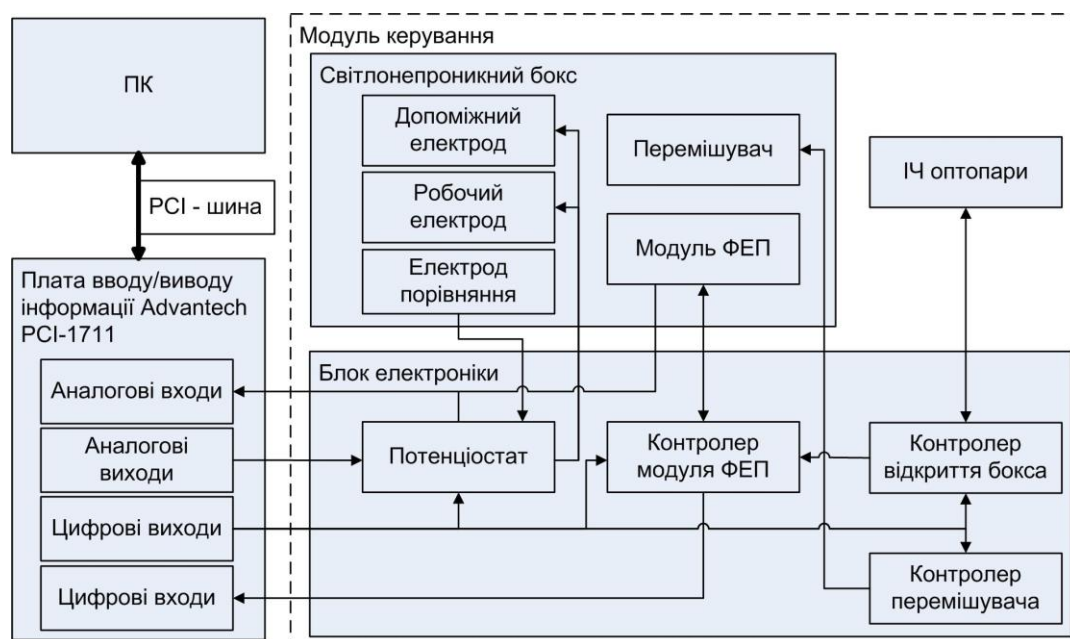 ПК
PCI - шина
Плата вводу/виводу
інформації Advantech
PCI-1711
Аналогові входи
Аналогові
виходи
Цифрові виходи
Цифрові входи
Модуль керування
Світлонепроникний бокс
Допоміжний
електрод
Робочий
електрод
Електрод
порівняння
Перемішувач
Модуль ФЕП
ІЧ оптопари
Блок електроніки
Потенціостат
Контролер
модуля ФЕП
Контролер
відкриття бокса
Контролер
перемішувача